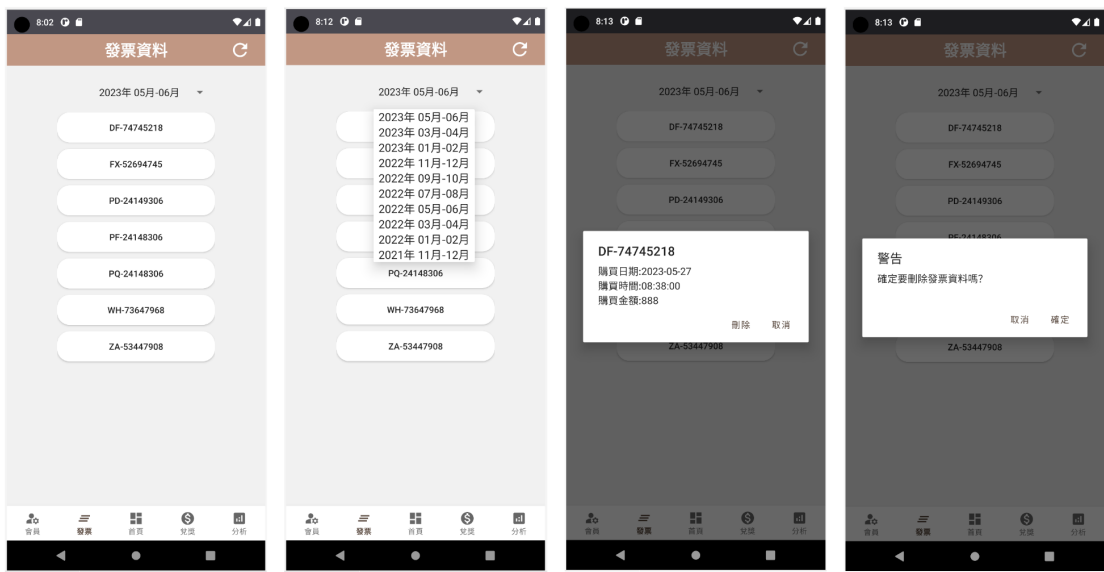 8:02
發票資料
2023年 05月-06月
DF-74745218
FX-52694745
PD-24149306
PF-24148306
PQ-24148306
WH-73647968
ZA-53447908
會員 發票 首頁 兌獎 分析
8:12
發票資料
2023年 05月-06月
2023年 05月-06月
2023年 03月-04月
2023年 01月-02月
2022年 11月-12月
2022年 09月-10月
2022年 07月-08月
2022年 05月-06月
2022年 03月-04月
2022年 01月-02月
2021年 11月-12月
PQ-24148306
WH-73647968
ZA-53447908
會員 發票 首頁 兌獎 分析
8:13
發票資料
2023年 05月-06月
DF-74745218
FX-52694745
PD-24149306
DF-74745218
購買日期:2023-05-27
購買時間:08:38:00
購買金額:888
刪除 取消
ZA-53447908
會員 發票 首頁 兌獎 分析
8:13
發票資料
2023年 05月-06月
DF-74745218
FX-52694745
PD-24149306
PF-24148306
警告
確定要刪除發票資料嗎?
取消 確定
ZA-53447908
會員 發票 首頁 兌獎 分析